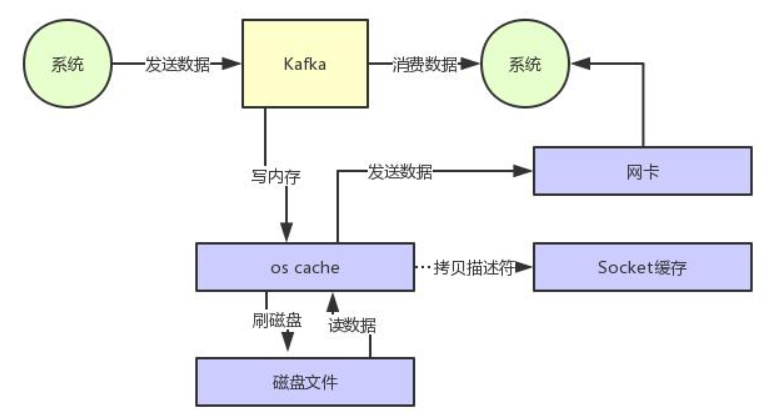 系统
发送数据
Kafka
消费数据
系统
写内存
发送数据
网卡
os cache
拷贝描述符
Socket缓存
刷磁盘
读数据
磁盘文件